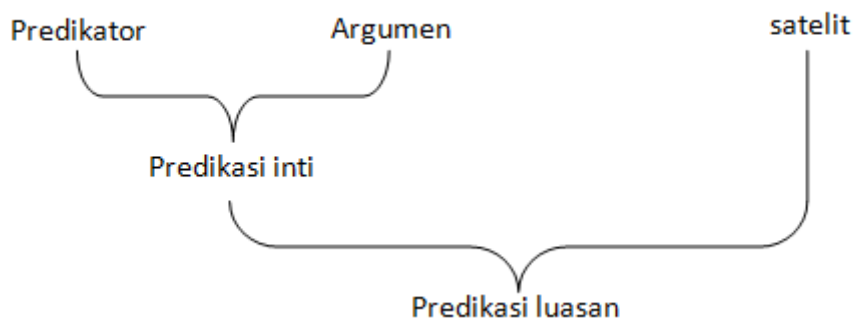 Predikator
Argumen
satelit
Predikasi inti
Predikasi luasan